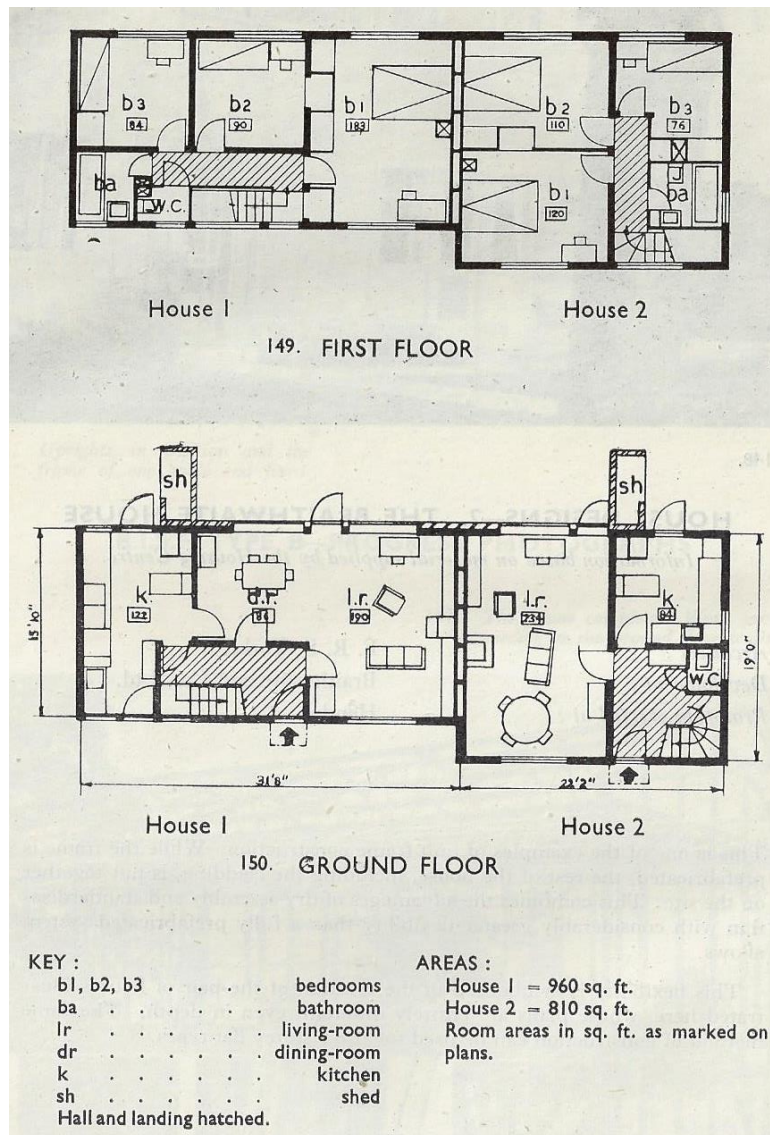 b3 b2 b1 b2 b3
84 90 183 110 76
ba W.C. b1 ba
120
House 1 House 2
149. FIRST FLOOR
sh sh
k. d.r. l.r. l.r. k
122 86 190 234 84
15'10" 19'0"
W.C.
31'8" 22'2"
House 1 House 2
150. GROUND FLOOR
KEY :
b1, b2, b3 bedrooms
ba . . . . . . bathroom
lr . . . . . living-room
dr . . . . . . dining-room
k . . . . . . kitchen
sh . . . . . . shed
Hall and landing hatched.
AREAS :
House 1 = 960 sq. ft.
House 2 = 810 sq. ft.
Room areas in sq. ft. as marked on
plans.